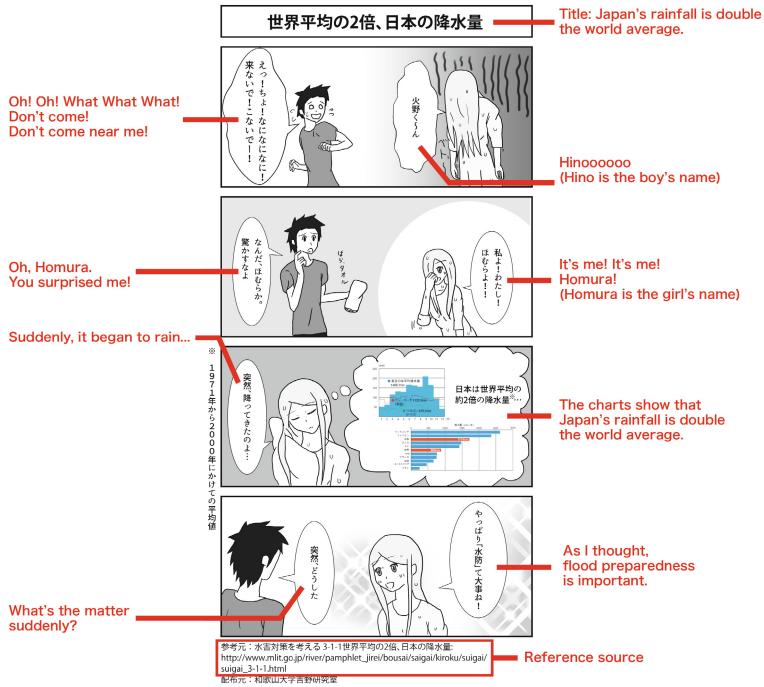 世界平均の2倍、日本の降水量
Title: Japan's rainfall is double
the world average.
えっ！ちょ！なになになに！
来ないで！こないでー！
Oh! Oh! What What What!
Don't come!
Don't come near me!
火野く〜ん
Hinoooooo
(Hino is the boy's name)
私よ！わたし！
ほむらよ！！
It's me! It's me!
Homura!
(Homura is the girl's name)
なんだ、ほむらか。
驚かすなよ
Oh, Homura.
You surprised me!
Suddenly, it began to rain...
突然、降ってきたのよ…
日本は世界平均の
約2倍の降水量※…
The charts show that
Japan's rainfall is double
the world average.
※ 1971年から2000年にかけての平均値
やっぱり「水防」て大事ね！
As I thought,
flood preparedness
is important.
突然、どうした
What's the matter
suddenly?
参考元：水害対策を考える 3-1-1世界平均の2倍、日本の降水量:
http://www.mlit.go.jp/river/pamphlet_jirei/bousai/saigai/kiroku/suigai/
suigai_3-1-1.html
Reference source
配布元：和歌山大学吉野研究室